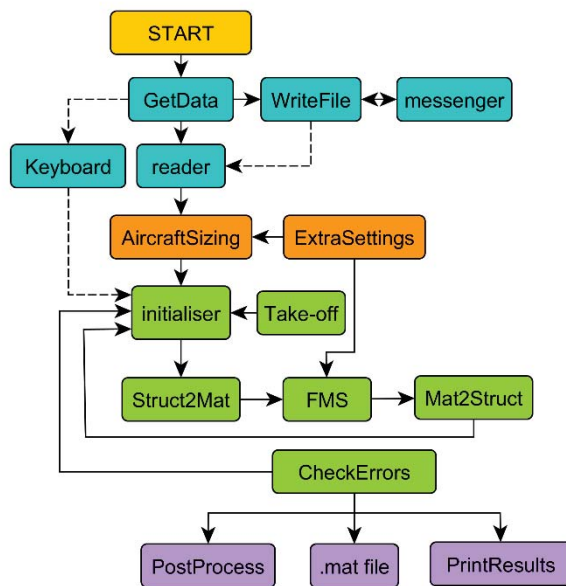 START
GetData
WriteFile
messenger
Keyboard
reader
AircraftSizing
ExtraSettings
initialiser
Take-off
Struct2Mat
FMS
Mat2Struct
CheckErrors
PostProcess
.mat file
PrintResults